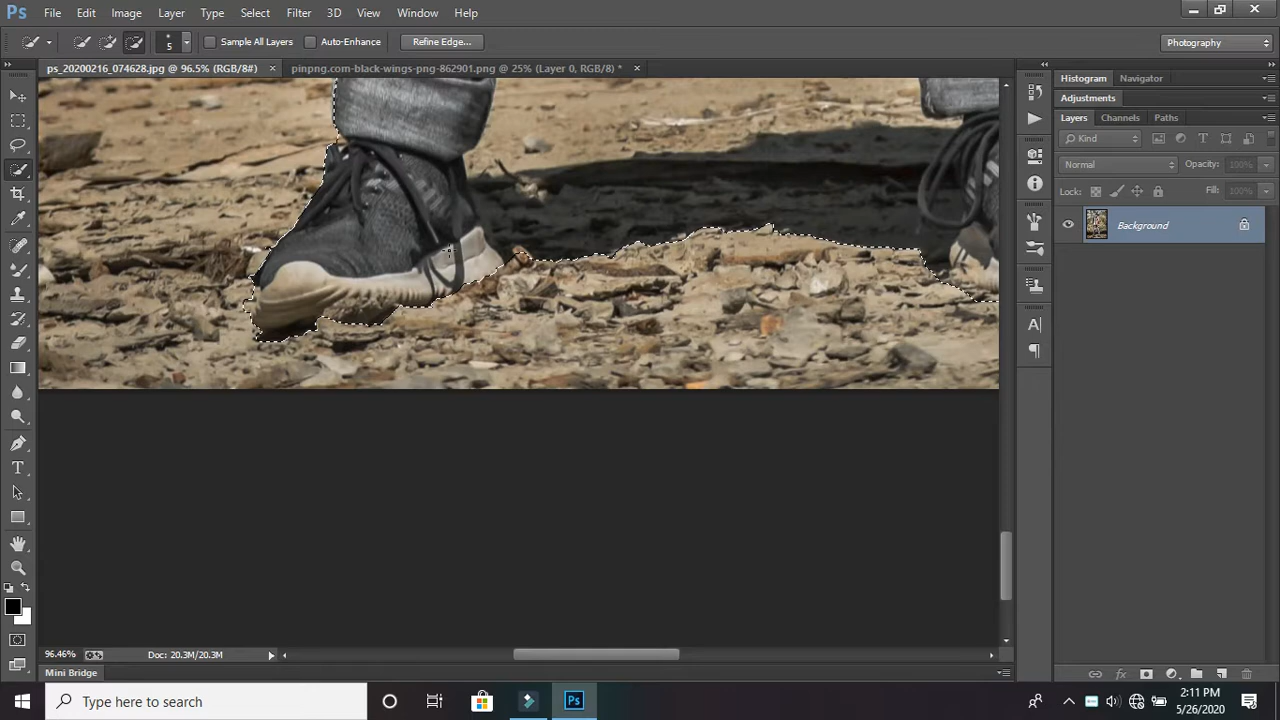 Ps File Edit Image Layer Type Select Filter 3D View Window Help
5 Sample All Layers Auto-Enhance Refine Edge... Photography
ps_20200216_074628.jpg @ 96.5% (RGB/8#) × pinpng.com-black-wings-png-862901.png @ 25% (Layer 0, RGB/8) * ×
Histogram Navigator
Adjustments
Layers Channels Paths
Kind
Normal Opacity: 100%
Lock: Fill: 100%
Background
96.46% Doc: 20.3M/20.3M
Mini Bridge
Type here to search
2:11 PM
5/26/2020